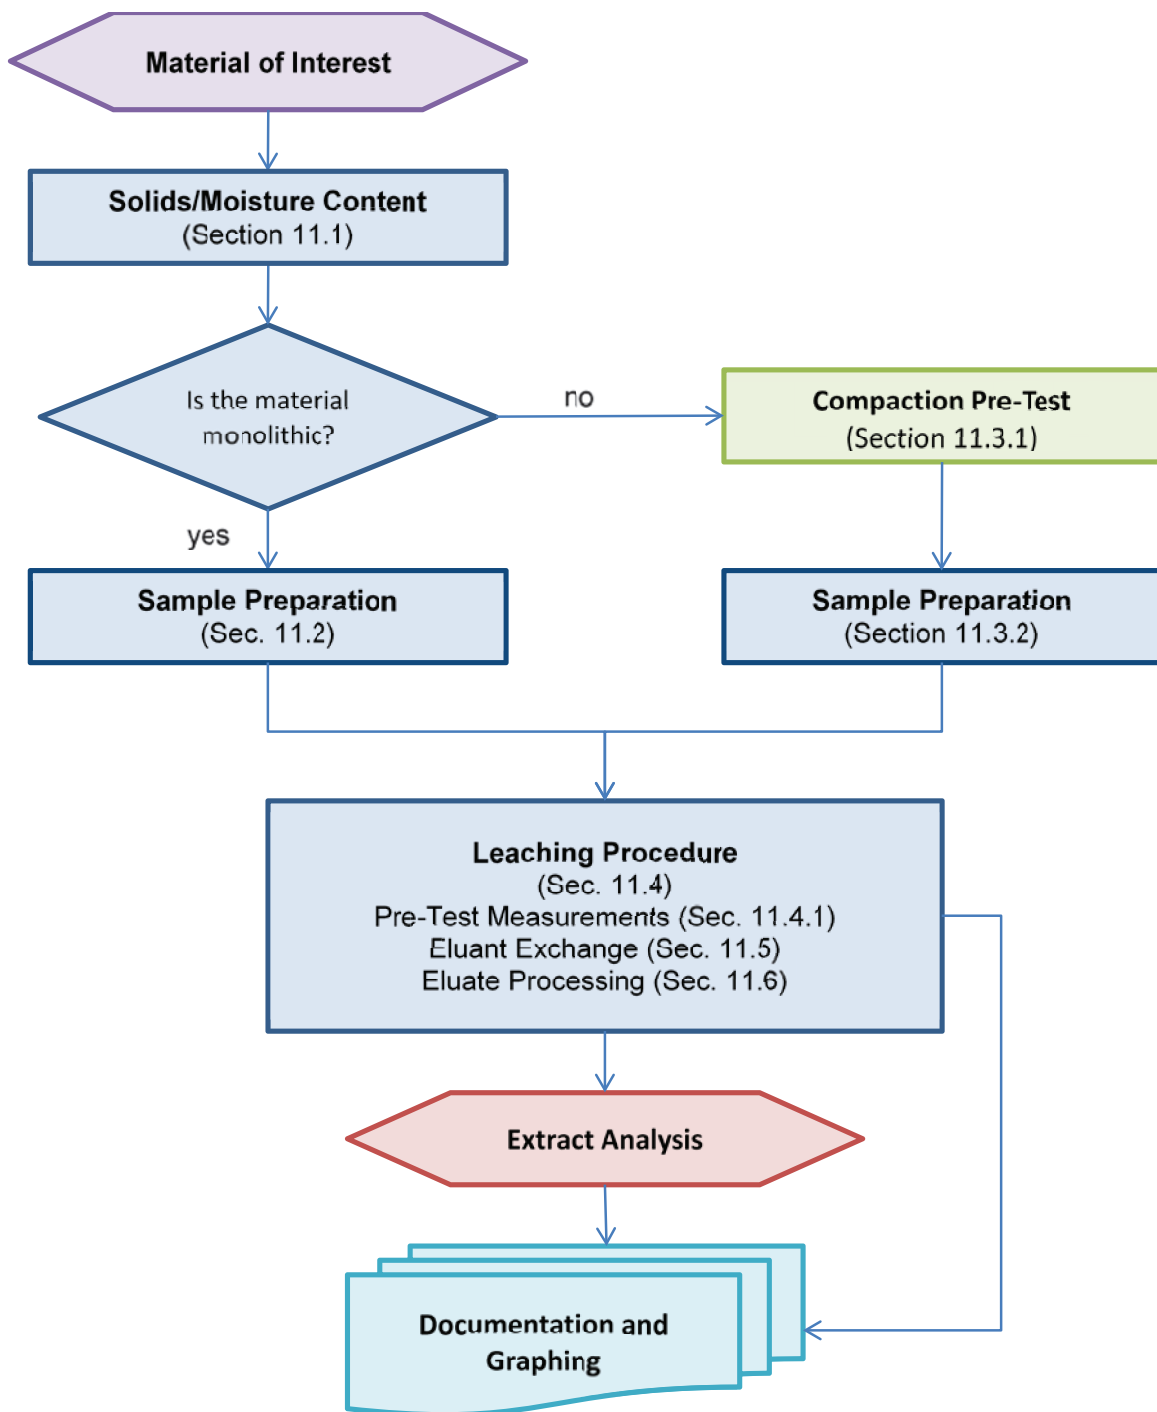 Material of Interest
Solids/Moisture Content
(Section 11.1)
Is the material
monolithic?
no
Compaction Pre-Test
(Section 11.3.1)
yes
Sample Preparation
(Sec. 11.2)
Sample Preparation
(Section 11.3.2)
Leaching Procedure
(Sec. 11.4)
Pre-Test Measurements (Sec. 11.4.1)
Eluant Exchange (Sec. 11.5)
Eluate Processing (Sec. 11.6)
Extract Analysis
Documentation and
Graphing